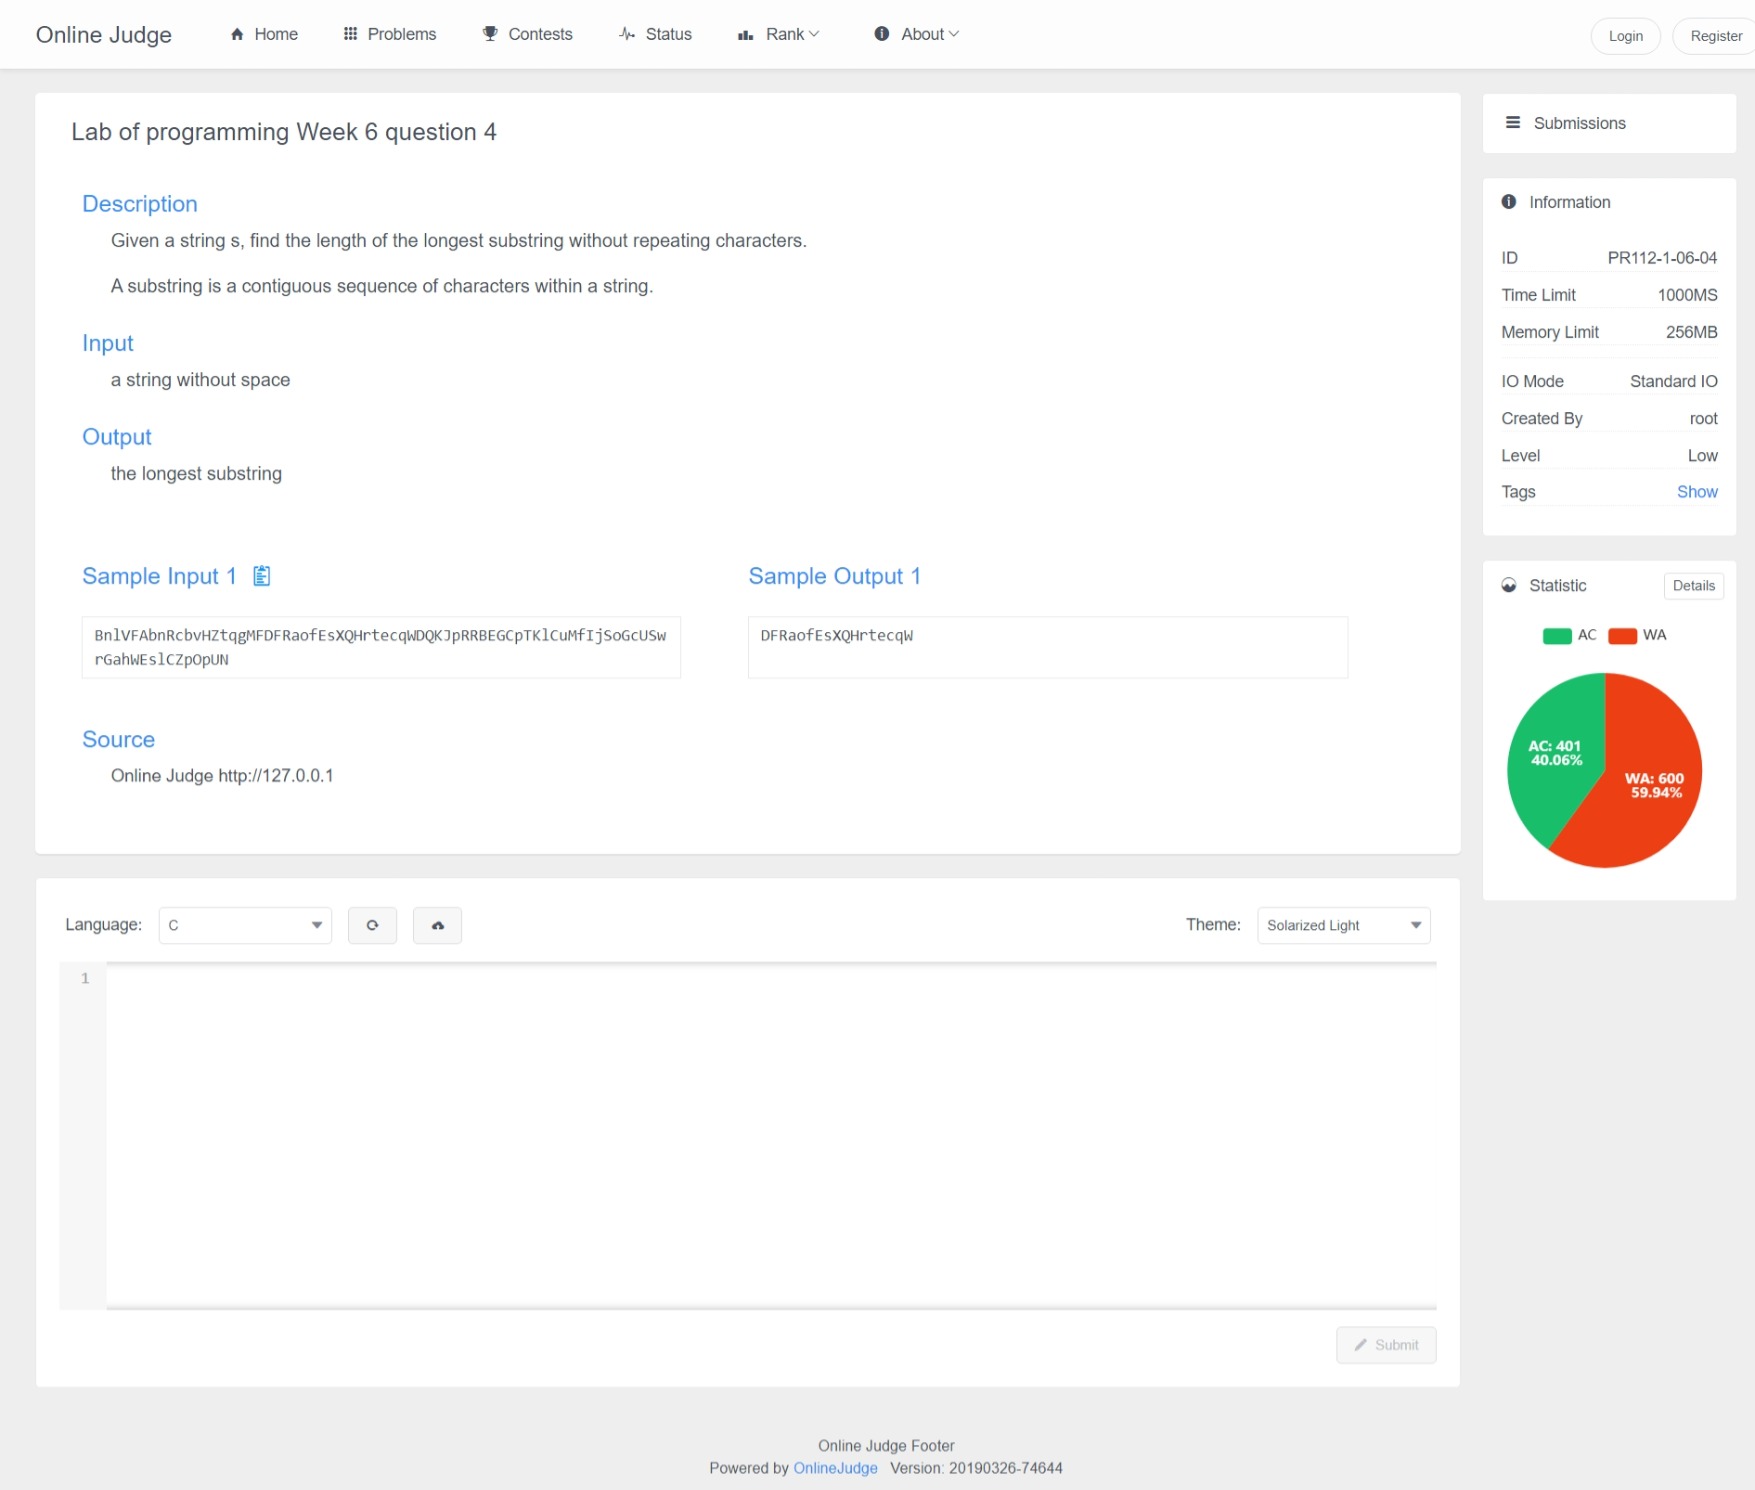 Online Judge
Home
Problems
Contests
Status
Rank
About
Login
Register
Lab of programming Week 6 question 4
Description
Given a string s, find the length of the longest substring without repeating characters.
A substring is a contiguous sequence of characters within a string.
Input
a string without space
Output
the longest substring
Sample Input 1
BnlVFAbnRcbvHZtqgMFDFRaofEsXQHrtecqWDQKJpRRBEGCpTKlCuMfIjSoGcUSw
rGahWEslCZpOpUN
Sample Output 1
DFRaofEsXQHrtecqW
Source
Online Judge http://127.0.0.1
Submissions
Information
ID PR112-1-06-04
Time Limit 1000MS
Memory Limit 256MB
IO Mode Standard IO
Created By root
Level Low
Tags Show
Statistic Details
AC WA
AC: 401
40.06%
WA: 600
59.94%
Language: C
Theme: Solarized Light
1
Submit
Online Judge Footer
Powered by OnlineJudge Version: 20190326-74644